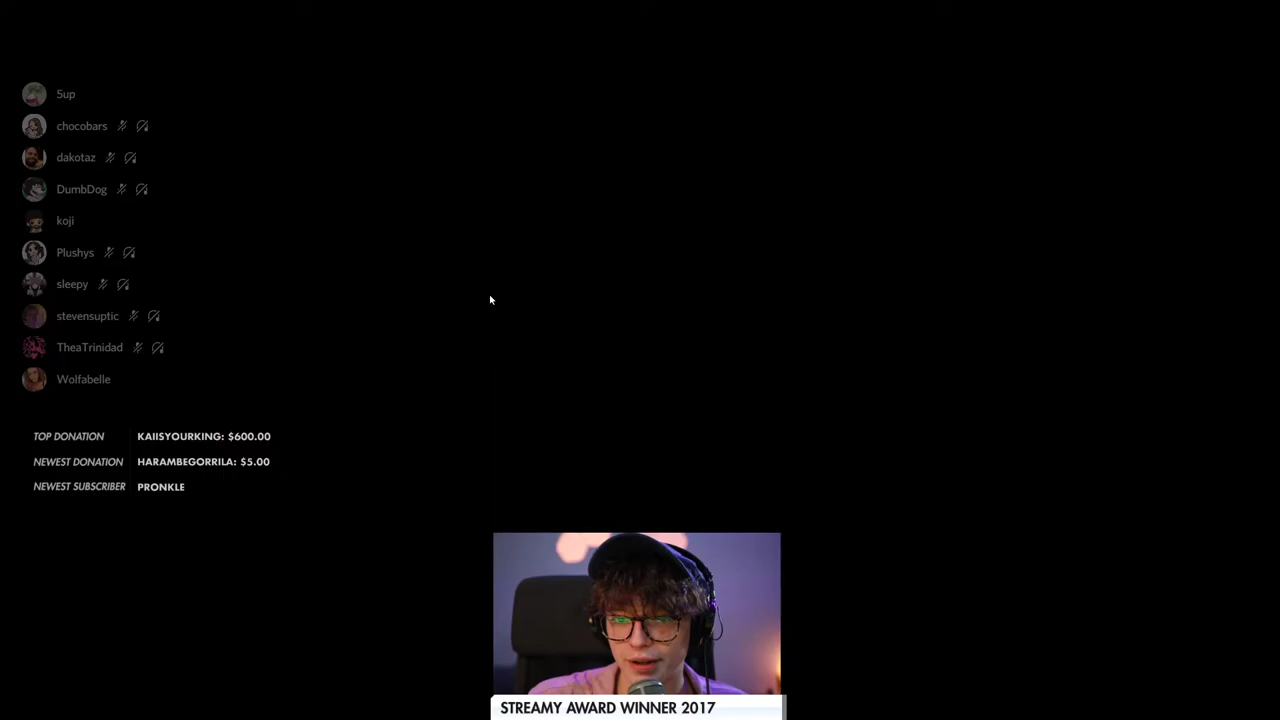 5up
chocobars
dakotaz
DumbDog
koji
Plushys
sleepy
stevensuptic
TheaTrinidad
Wolfabelle
TOP DONATION KAIISYOURKING: $600.00
NEWEST DONATION HARAMBEGORRILA: $5.00
NEWEST SUBSCRIBER PRONKLE
STREAMY AWARD WINNER 2017